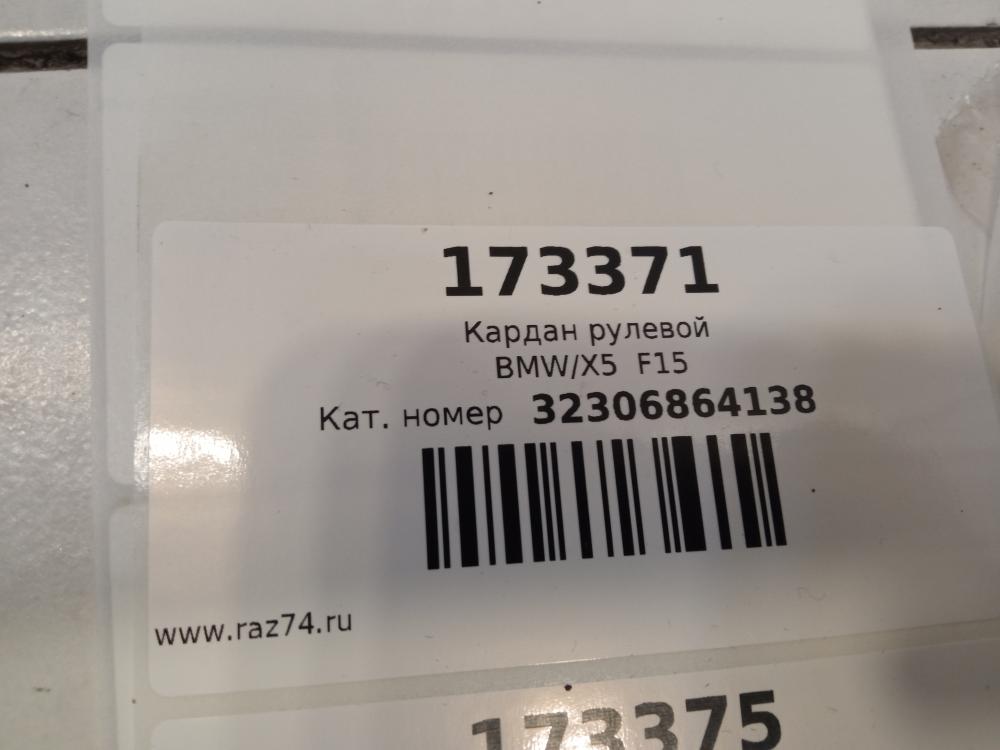 173371
Кардан рулевой
BMW/X5 F15
Кат. номер 32306864138
www.raz74.ru
173375